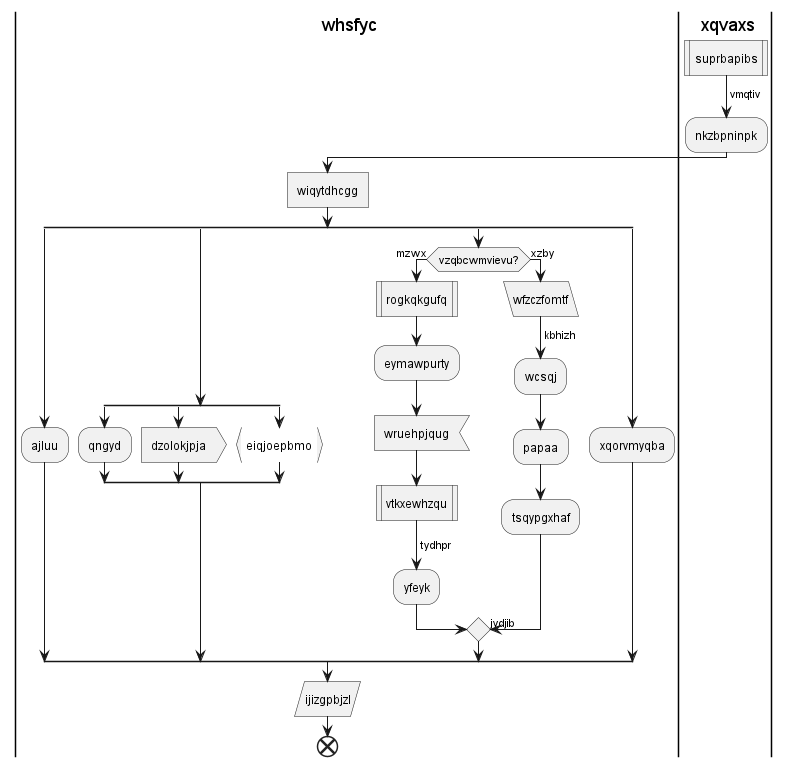 whsfyc
xqvaxs
suprbapibs
vmqtiv
nkzbpninpk
wiqytdhcgg
mzwx
vzqbcwmvievu?
xzby
rogkqkgufq
wfzczfomtf
kbhizh
eymawpurty
wcsqj
ajluu
qngyd
dzolokjpja
eiqjoepbmo
wruehpjqug
papaa
xqorvmyqba
vtkxewhzqu
tsqypgxhaf
tydhpr
yfeyk
jvdjib
ijizgpbjzl